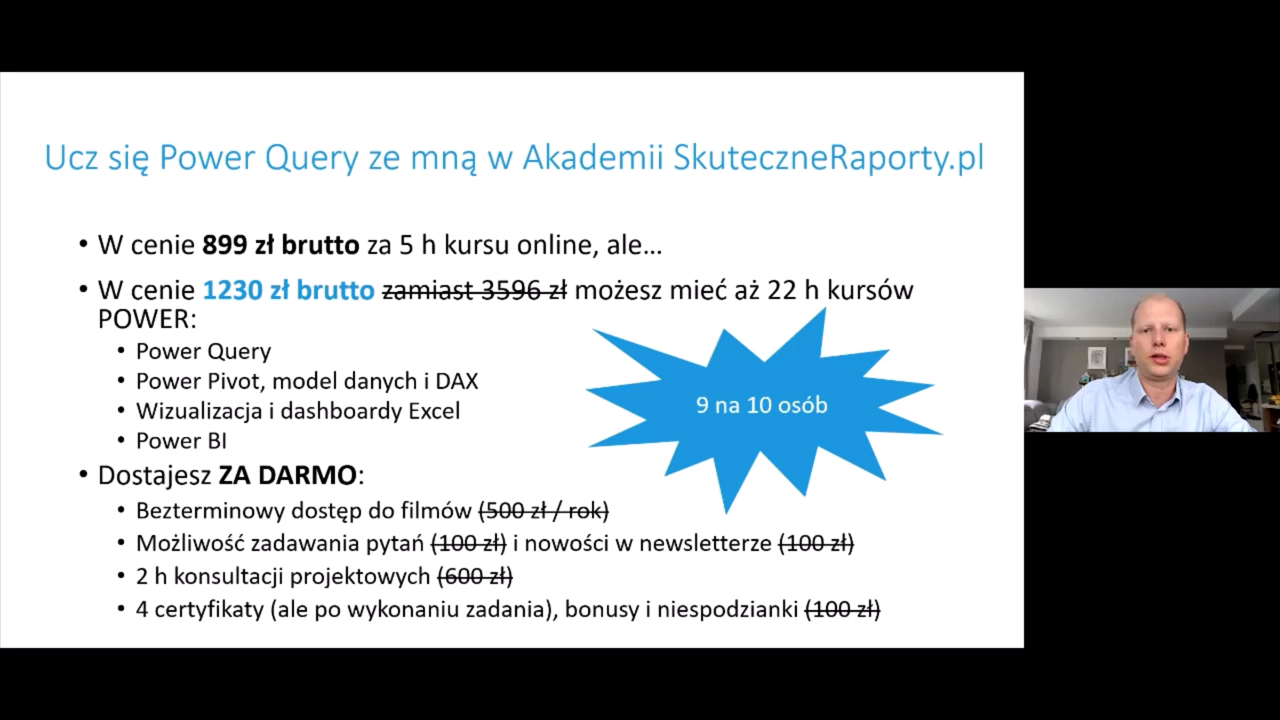 Ucz się Power Query ze mną w Akademii SkuteczneRaporty.pl
• W cenie 899 zł brutto za 5 h kursu online, ale...
• W cenie 1230 zł brutto zamiast 3596 zł możesz mieć aż 22 h kursów
POWER:
• Power Query
• Power Pivot, model danych i DAX
• Wizualizacja i dashboardy Excel
• Power BI
9 na 10 osób
• Dostajesz ZA DARMO:
• Bezterminowy dostęp do filmów (500 zł / rok)
• Możliwość zadawania pytań (100 zł) i nowości w newsletterze (100 zł)
• 2 h konsultacji projektowych (600 zł)
• 4 certyfikaty (ale po wykonaniu zadania), bonusy i niespodzianki (100 zł)